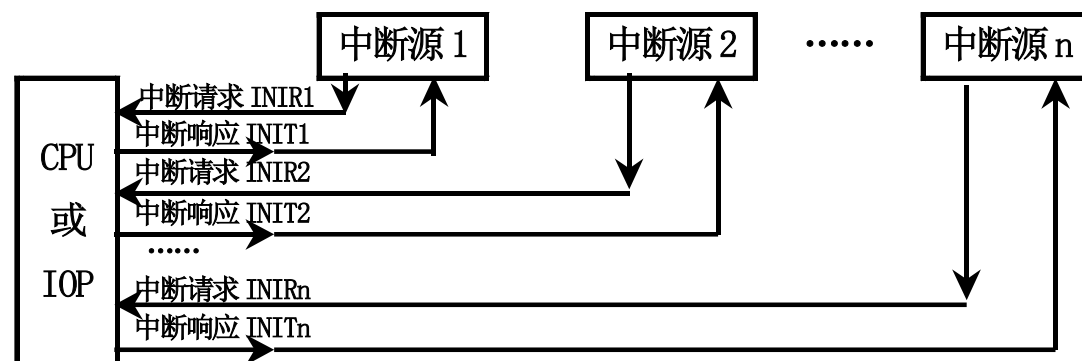 中断源 1
中断源 2
……
中断源 n
中断请求 INIR1
中断响应 INIT1
中断请求 INIR2
中断响应 INIT2
……
中断请求 INIRn
中断响应 INITn
CPU
或
IOP